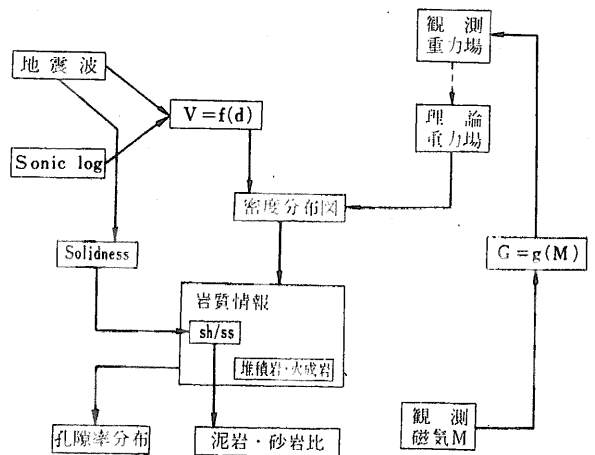 観測
重力場
地震波
V=f(d)
理論
重力場
Sonic log
密度分布図
Solidness
G=g(M)
岩質情報
sh/ss
堆積岩・火成岩
観測
磁気M
孔隙率分布
泥岩・砂岩比